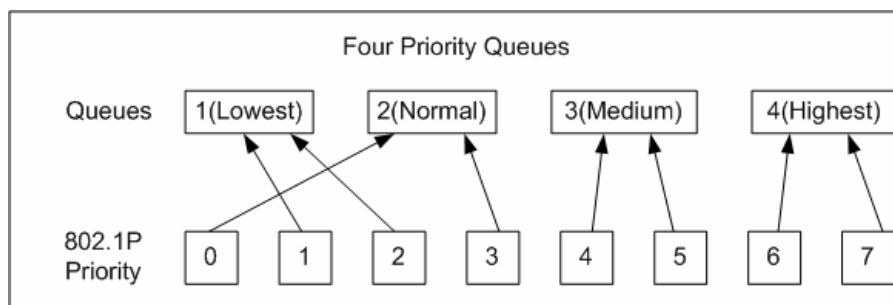 Four Priority Queues
Queues 1(Lowest) 2(Normal) 3(Medium) 4(Highest)
802.1P
Priority
0 1 2 3 4 5 6 7